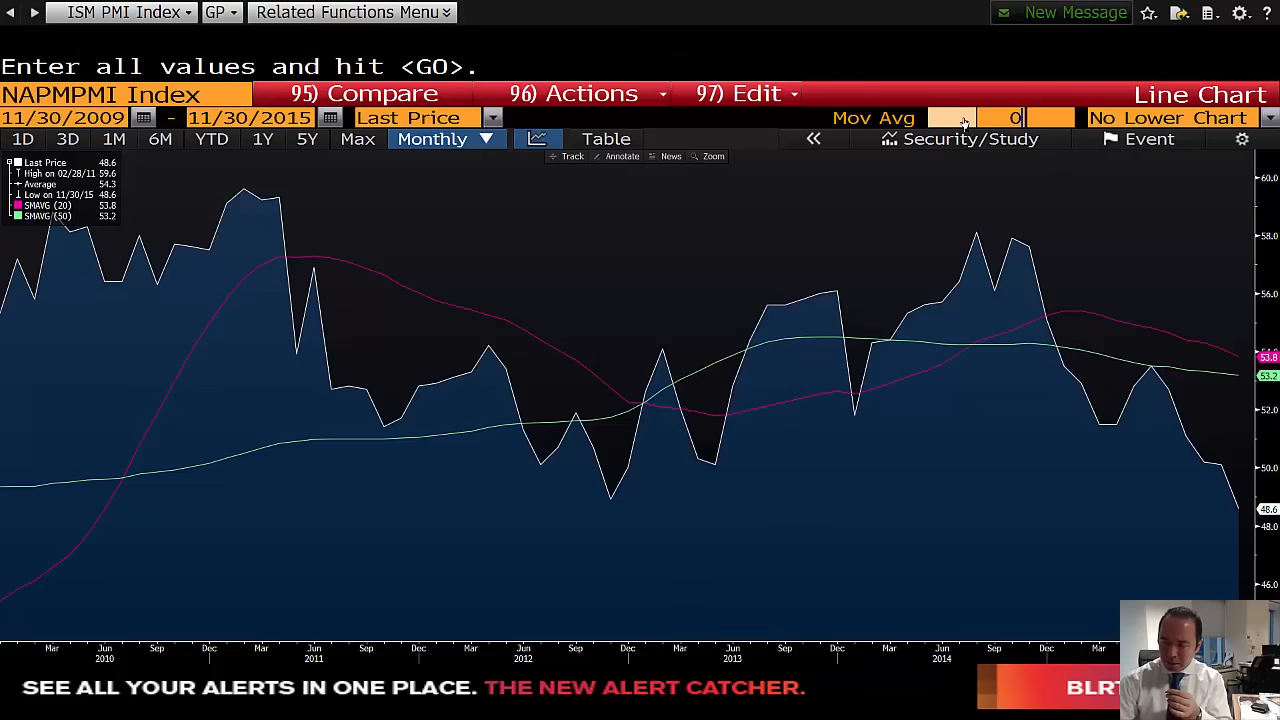 ISM PMI Index GP Related Functions Menu New Message ?
Enter all values and hit <GO>.
NAPMPMI Index 95) Compare 96) Actions 97) Edit Line Chart
11/30/2009 - 11/30/2015 Last Price Mov Avg 0 No Lower Chart
1D 3D 1M 6M YTD 1Y 5Y Max Monthly Table « Security/Study Event
Track Annotate News Zoom
Last Price 48.6
High on 02/28/11 59.6
Average 54.3
Low on 11/30/15 48.6
SMAVG (20) 53.8
SMAVG (50) 53.2
60.0
58.0
56.0
53.8
53.2
52.0
50.0
48.6
46.0
Mar Jun Sep Dec Mar Jun Sep Dec Mar Jun Sep Dec Mar Jun Sep Dec Mar Jun Sep Dec Mar
2010 2011 2012 2013 2014
SEE ALL YOUR ALERTS IN ONE PLACE. THE NEW ALERT CATCHER. BLRT